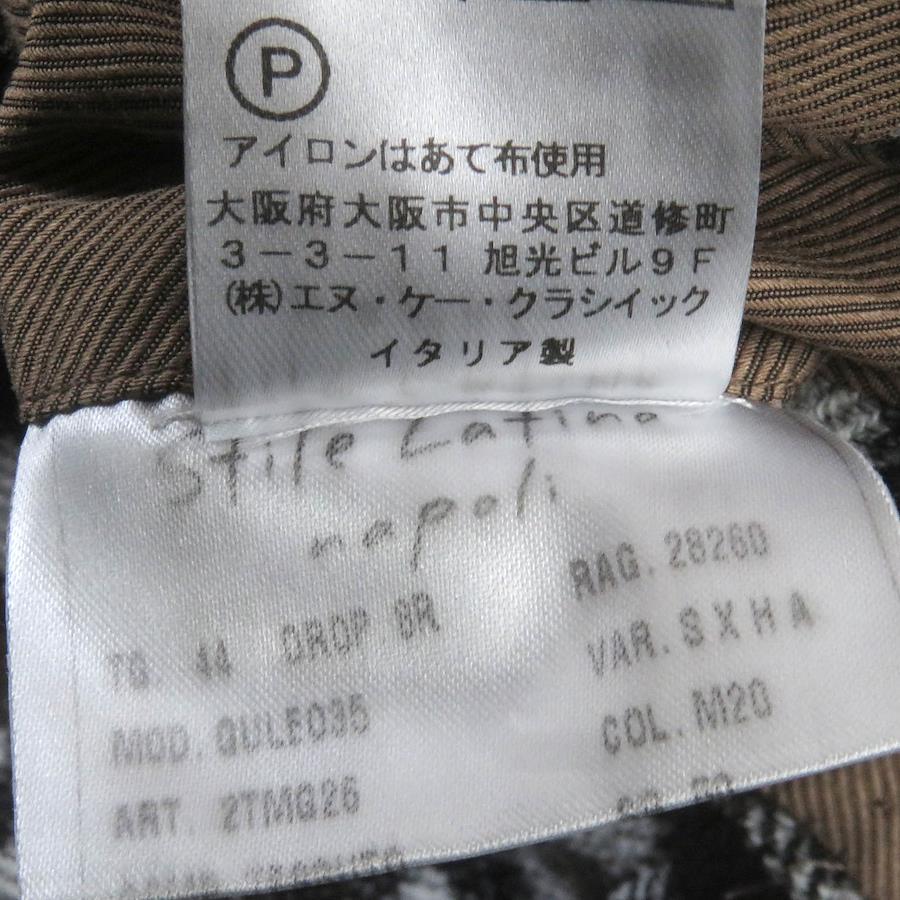 P
アイロンはあて布使用
大阪府大阪市中央区道修町
3-3-11 旭光ビル9F
(株)エヌ・ケー・クラシイック
イタリア製
Stile Latino
napoli
RAG. 28260
TG 44 DROP 8R
VAR. S X H A
MOD. GULEO35
COL. M20
ART. 2TMG26